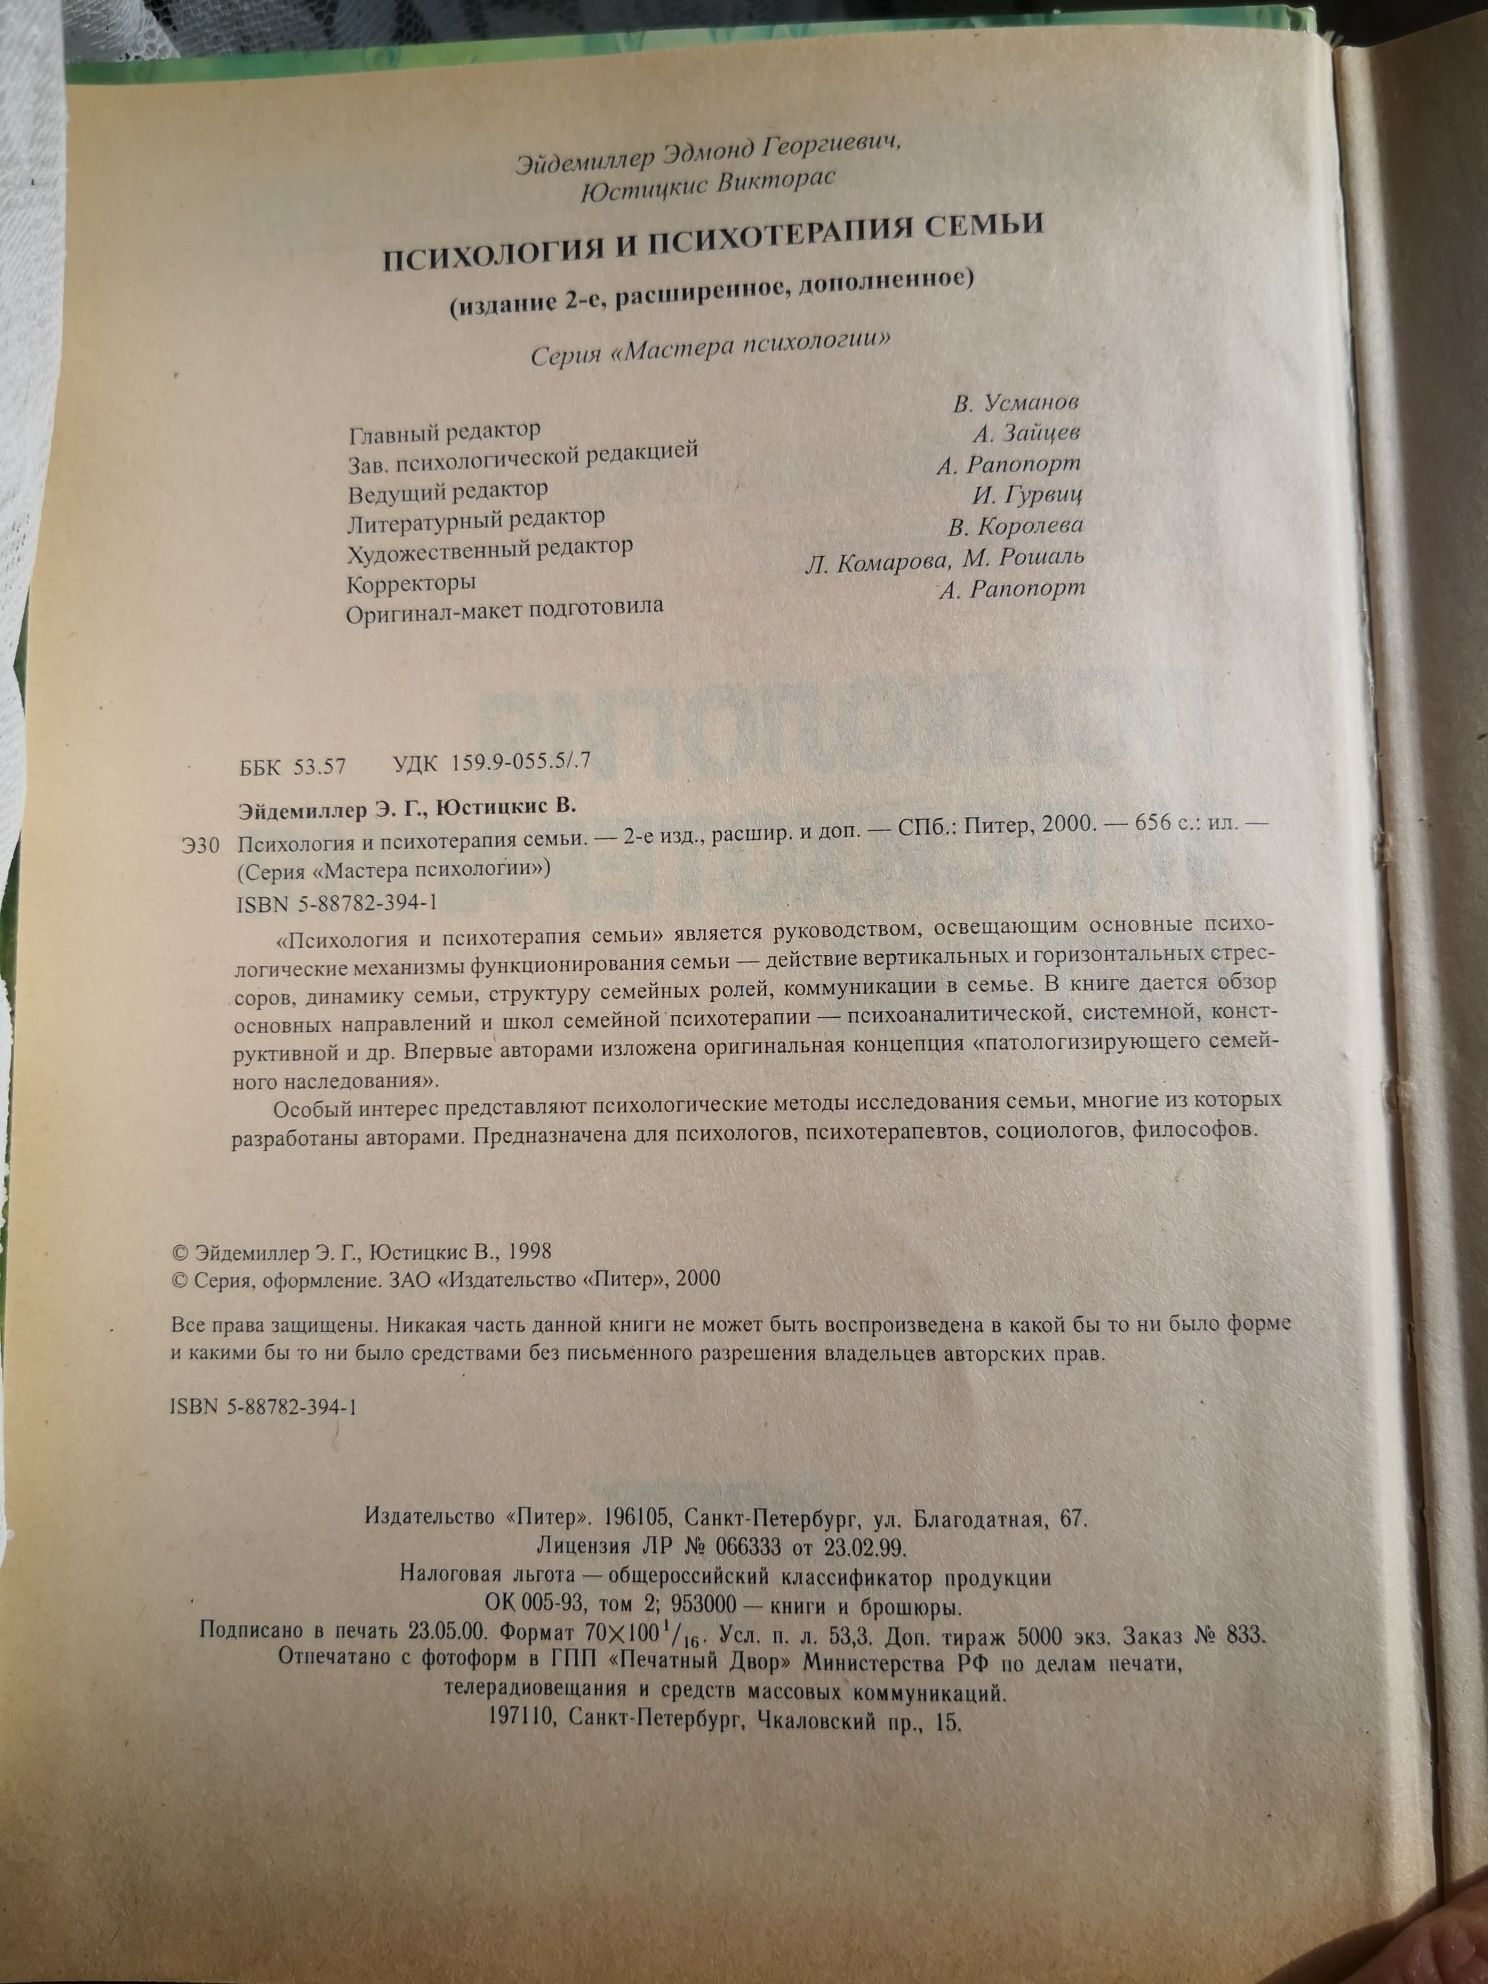 Эйдемиллер Эдмонд Георгиевич,
Юстицкис Викторас
ПСИХОЛОГИЯ И ПСИХОТЕРАПИЯ СЕМЬИ
(издание 2-е, расширенное, дополненное)
Серия «Мастера психологии»
Главный редактор В. Усманов
Зав. психологической редакцией А. Зайцев
Ведущий редактор А. Рапопорт
Литературный редактор И. Гурвиц
Художественный редактор В. Королева
Корректоры Л. Комарова, М. Рошаль
Оригинал-макет подготовила А. Рапопорт
ББК 53.57 УДК 159.9-055.5/.7
Эйдемиллер Э. Г., Юстицкис В.
Э30 Психология и психотерапия семьи. — 2-е изд., расшир. и доп. — СПб.: Питер, 2000. — 656 с.: ил. —
(Серия «Мастера психологии»)
ISBN 5-88782-394-1
«Психология и психотерапия семьи» является руководством, освещающим основные психо-
логические механизмы функционирования семьи — действие вертикальных и горизонтальных стрес-
соров, динамику семьи, структуру семейных ролей, коммуникации в семье. В книге дается обзор
основных направлений и школ семейной психотерапии — психоаналитической, системной, конст-
руктивной и др. Впервые авторами изложена оригинальная концепция «патологизирующего семей-
ного наследования».
Особый интерес представляют психологические методы исследования семьи, многие из которых
разработаны авторами. Предназначена для психологов, психотерапевтов, социологов, философов.
© Эйдемиллер Э. Г., Юстицкис В., 1998
© Серия, оформление. ЗАО «Издательство «Питер», 2000
Все права защищены. Никакая часть данной книги не может быть воспроизведена в какой бы то ни было форме
и какими бы то ни было средствами без письменного разрешения владельцев авторских прав.
ISBN 5-88782-394-1
Издательство «Питер». 196105, Санкт-Петербург, ул. Благодатная, 67.
Лицензия ЛР № 066333 от 23.02.99.
Налоговая льгота — общероссийский классификатор продукции
ОК 005-93, том 2; 953000 — книги и брошюры.
Подписано в печать 23.05.00. Формат 70×100 1/16. Усл. п. л. 53,3. Доп. тираж 5000 экз. Заказ № 833.
Отпечатано с фотоформ в ГПП «Печатный Двор» Министерства РФ по делам печати,
телерадиовещания и средств массовых коммуникаций.
197110, Санкт-Петербург, Чкаловский пр., 15.